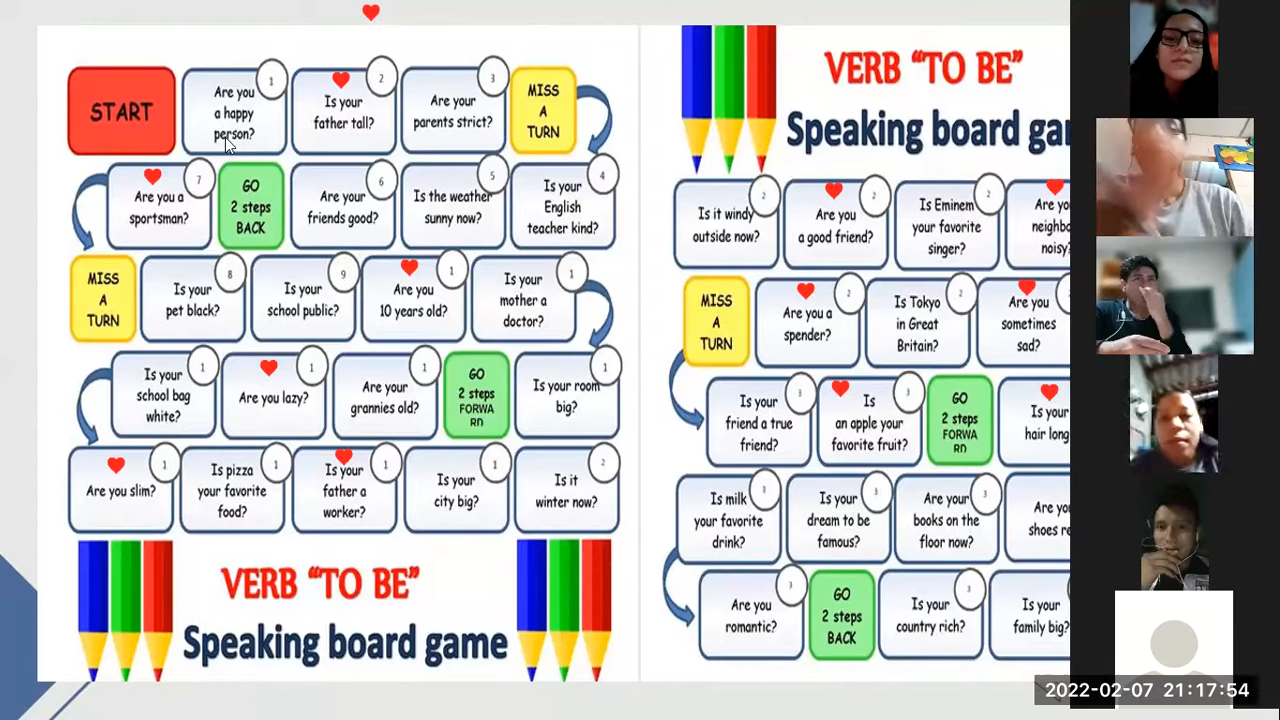 START
Are you
a happy
person?
1
Is your
father tall?
2
Are your
parents strict?
3
MISS
A
TURN
Are you a
sportsman?
7
GO
2 steps
BACK
Are your
friends good?
6
Is the weather
sunny now?
5
Is your
English
teacher kind?
4
MISS
A
TURN
Is your
pet black?
8
Is your
school public?
9
Are you
10 years old?
1
Is your
mother a
doctor?
1
Is your
school bag
white?
1
Are you lazy?
1
Are your
grannies old?
1
GO
2 steps
FORWA
RD
Is your room
big?
1
Are you slim?
1
Is pizza
your favorite
food?
1
Is your
father a
worker?
1
Is your
city big?
1
Is it
winter now?
2
VERB “TO BE”
Speaking board game
VERB “TO BE”
Speaking board gam
Is it windy
outside now?
2
Are you
a good friend?
2
Is Eminem
your favorite
singer?
2
Are you
neighbo
noisy?
MISS
A
TURN
Are you a
spender?
2
Is Tokyo
in Great
Britain?
2
Are you
sometimes
sad?
Is your
friend a true
friend?
3
Is
an apple your
favorite fruit?
3
GO
2 steps
FORWA
RD
Is your
hair long
Is milk
your favorite
drink?
Is your
dream to be
famous?
3
Are your
books on the
floor now?
3
Are you
shoes re
Are you
romantic?
3
GO
2 steps
BACK
Is your
country rich?
3
Is your
family big?
2022-02-07 21:17:54